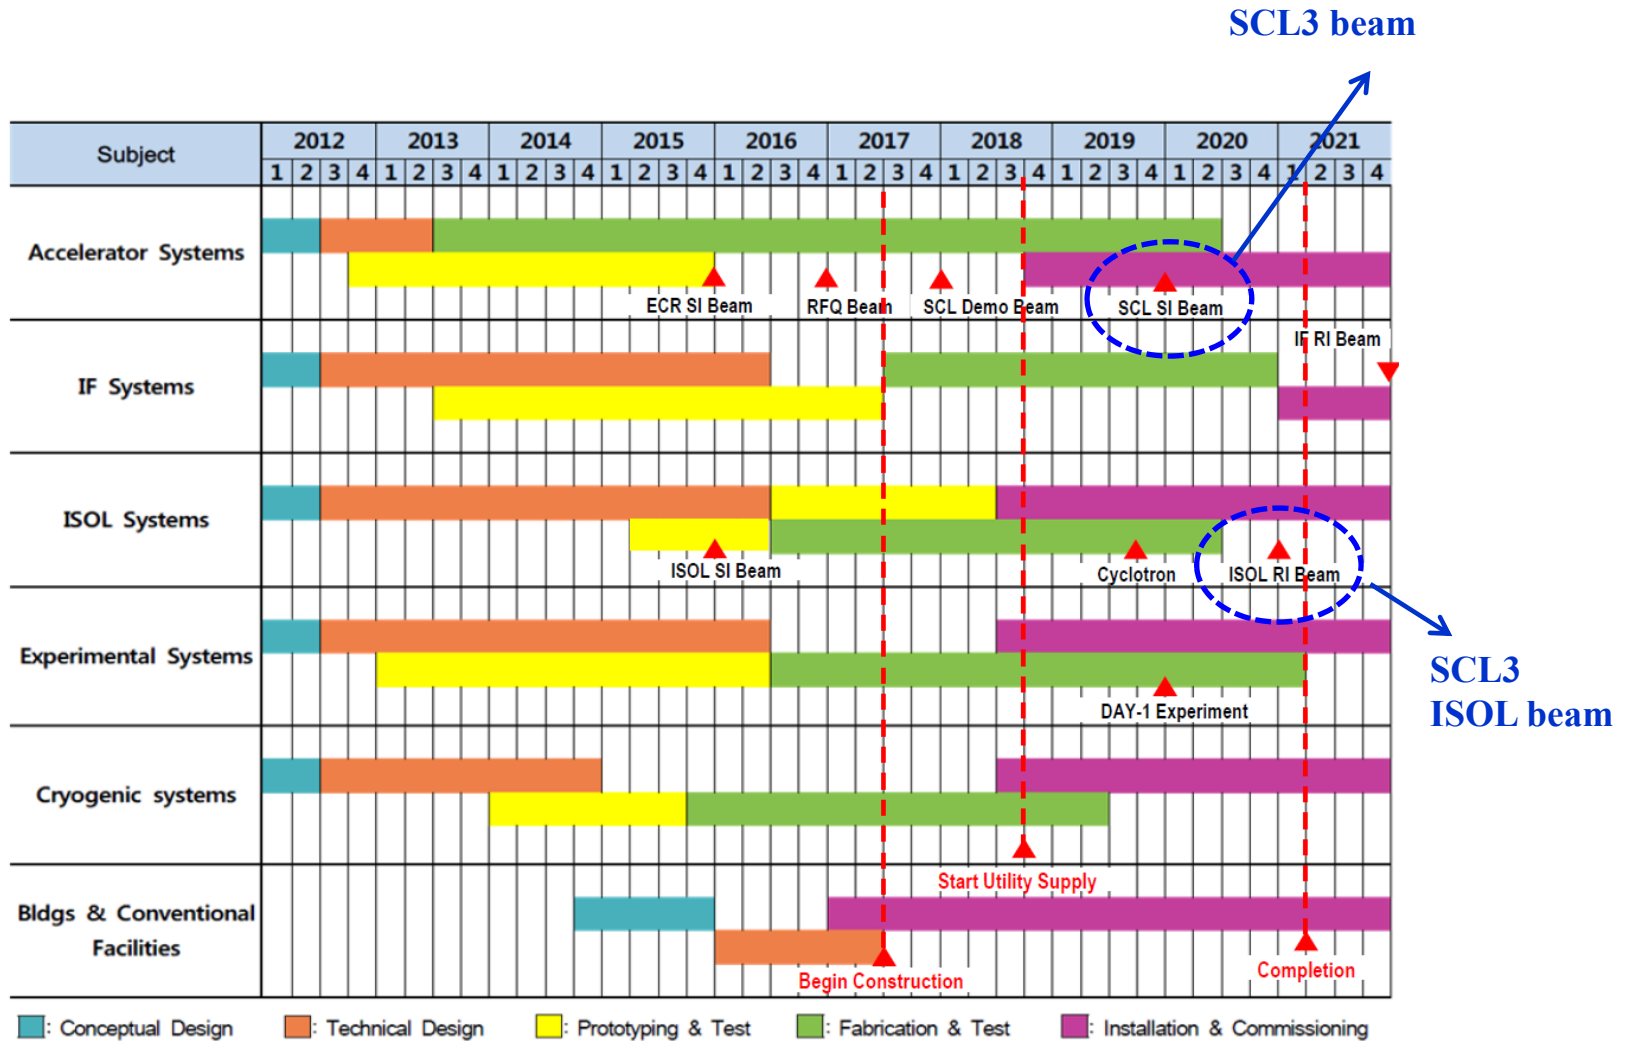 SCL3 beam
Subject 2012 2013 2014 2015 2016 2017 2018 2019 2020 2021
1 2 3 4 1 2 3 4 1 2 3 4 1 2 3 4 1 2 3 4 1 2 3 4 1 2 3 4 1 2 3 4 1 2 3 4 1 2 3 4
Accelerator Systems
ECR SI Beam RFQ Beam SCL Demo Beam SCL SI Beam
IF RI Beam
IF Systems
ISOL Systems
ISOL SI Beam Cyclotron ISOL RI Beam
Experimental Systems
SCL3
ISOL beam
DAY-1 Experiment
Cryogenic systems
Start Utility Supply
Bldgs & Conventional
Facilities
Begin Construction Completion
: Conceptual Design : Technical Design : Prototyping & Test : Fabrication & Test : Installation & Commissioning